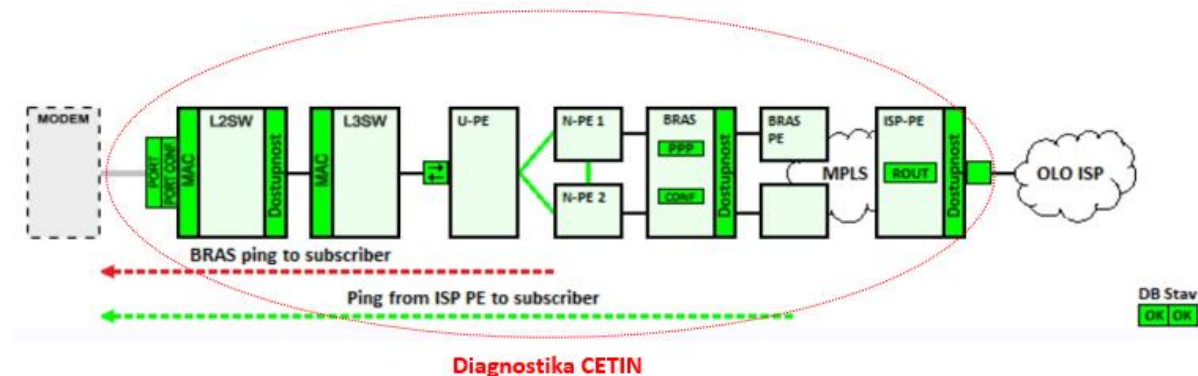 MODEM
PORT
PORT CONF
MAC
L2SW
Dostupnost
MAC
L3SW
U-PE
N-PE 1
N-PE 2
BRAS
PPP
CONF
Dostupnost
BRAS
PE
MPLS
ISP-PE
ROUT
Dostupnost
OLO ISP
BRAS ping to subscriber
Ping from ISP PE to subscriber
DB Stav
OK OK
Diagnostika CETIN